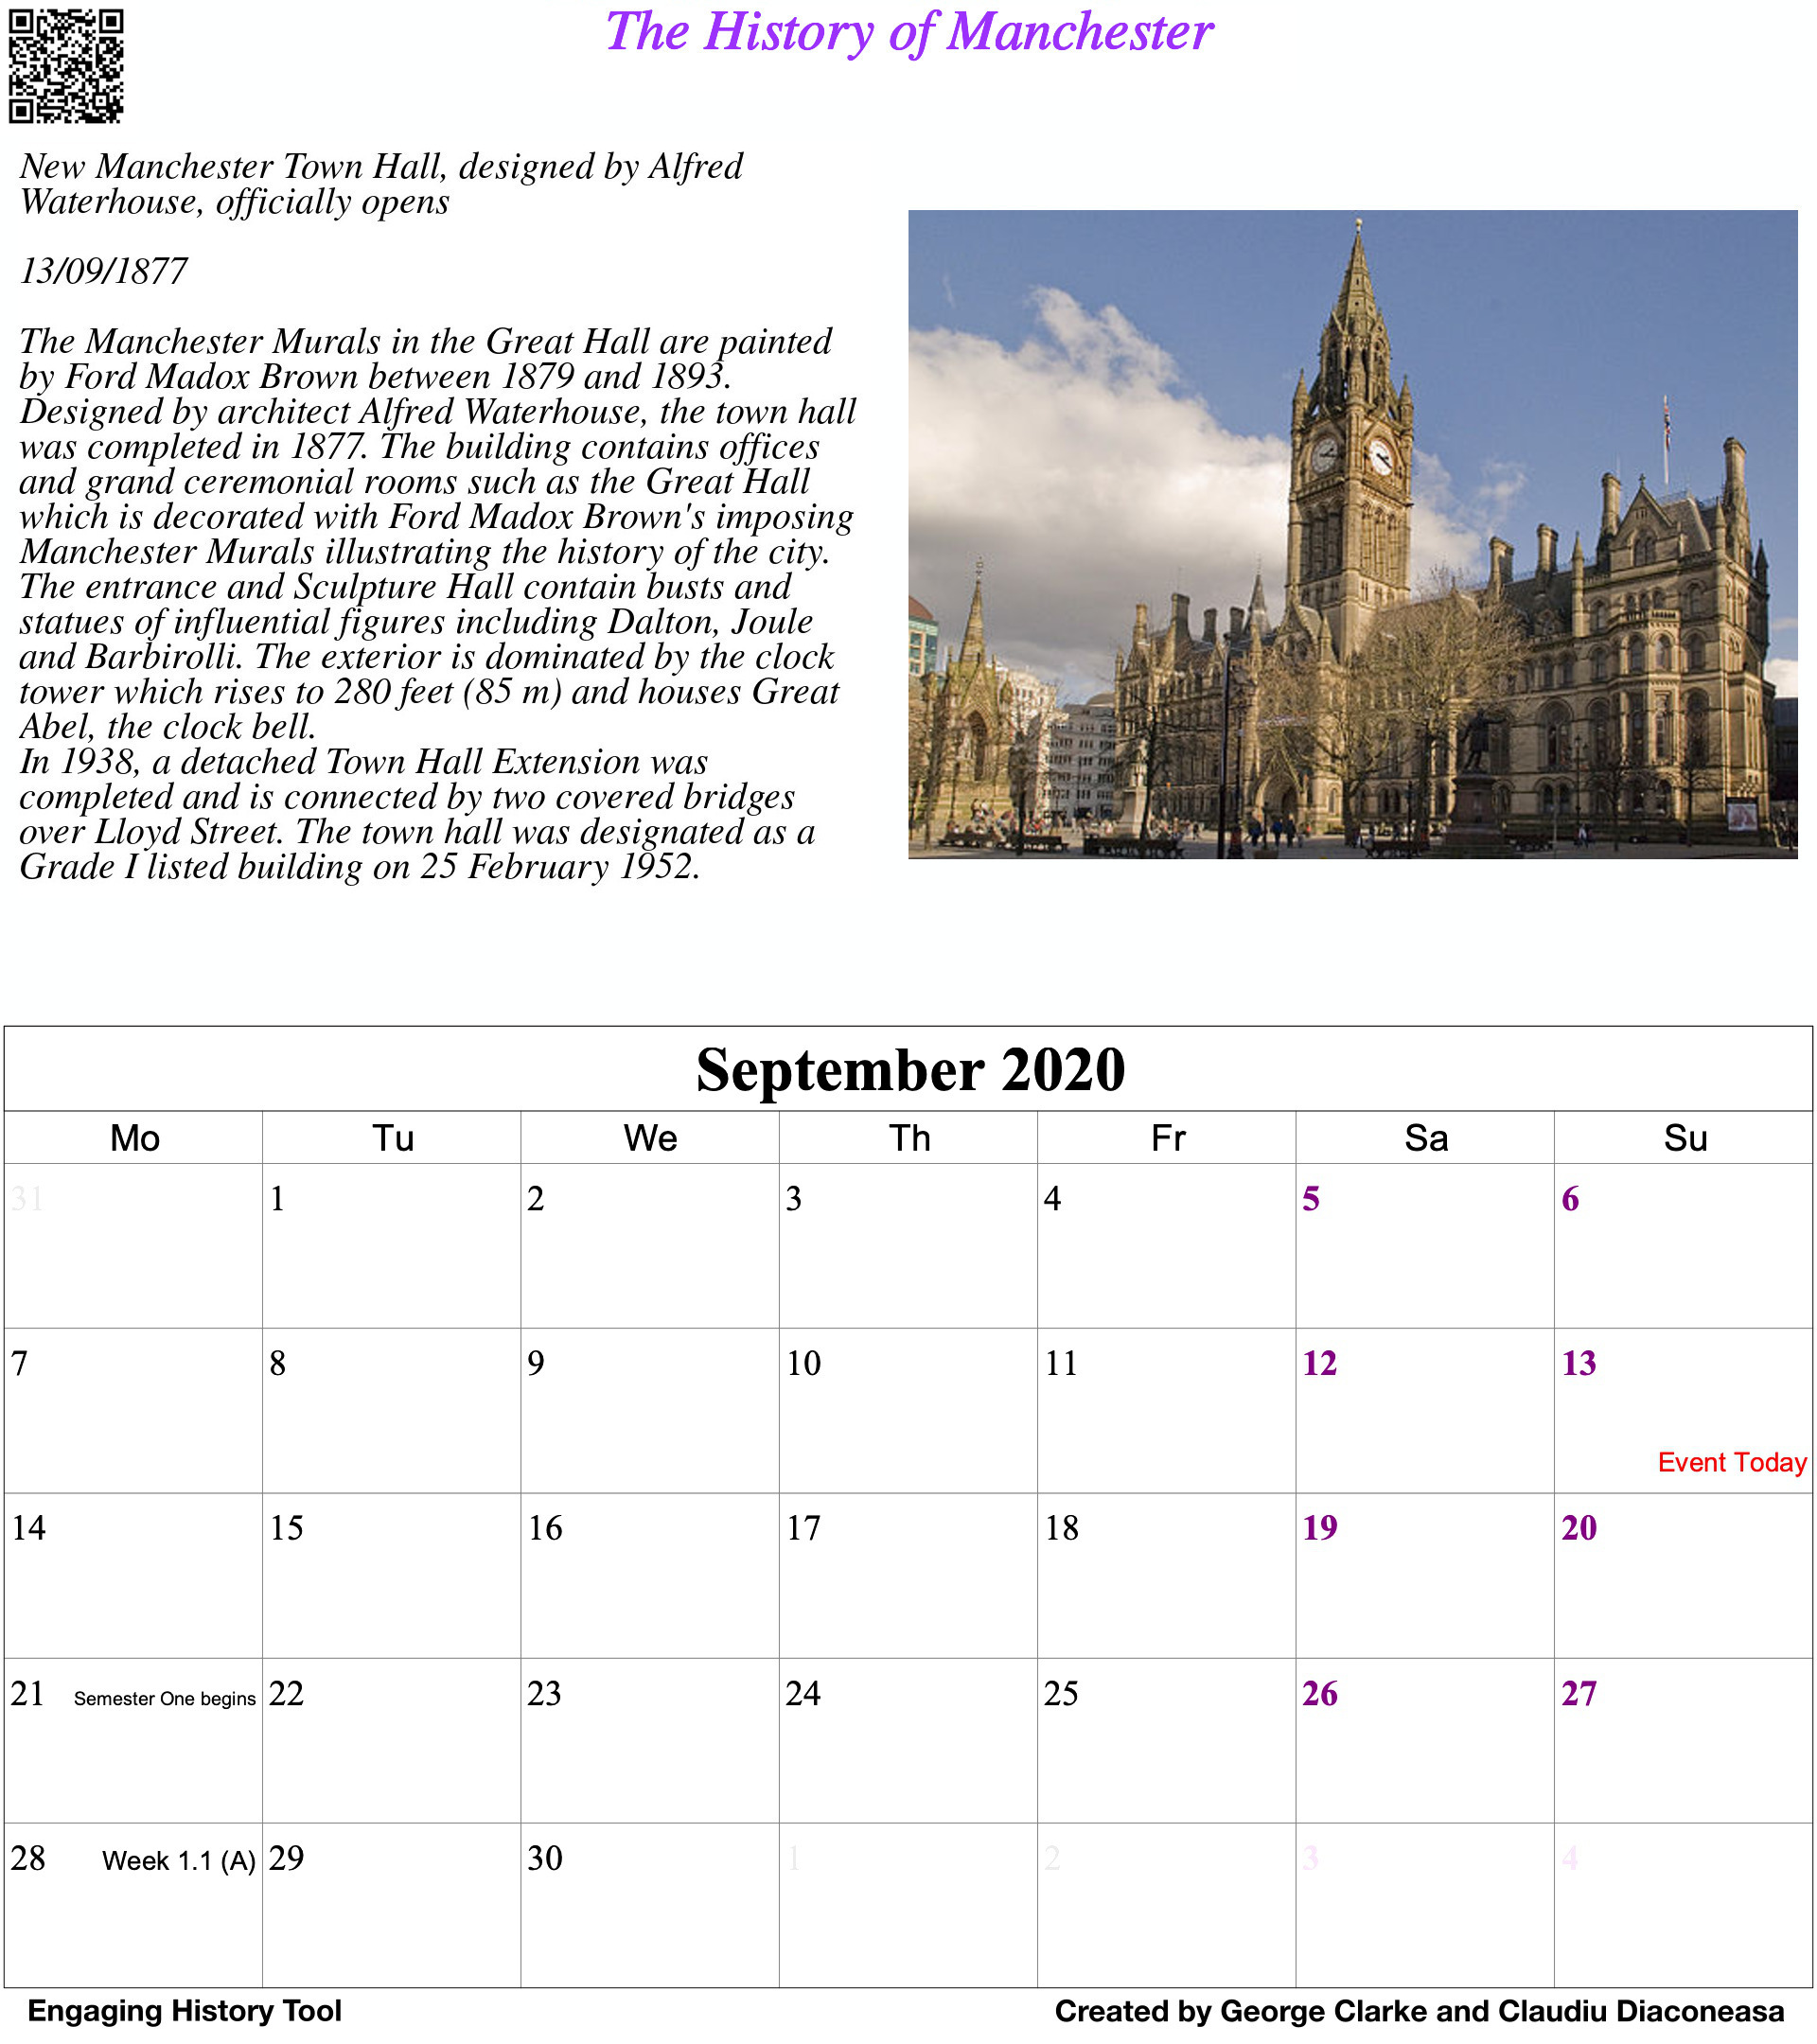 The History of Manchester
New Manchester Town Hall, designed by Alfred
Waterhouse, officially opens
13/09/1877
The Manchester Murals in the Great Hall are painted
by Ford Madox Brown between 1879 and 1893.
Designed by architect Alfred Waterhouse, the town hall
was completed in 1877. The building contains offices
and grand ceremonial rooms such as the Great Hall
which is decorated with Ford Madox Brown's imposing
Manchester Murals illustrating the history of the city.
The entrance and Sculpture Hall contain busts and
statues of influential figures including Dalton, Joule
and Barbirolli. The exterior is dominated by the clock
tower which rises to 280 feet (85 m) and houses Great
Abel, the clock bell.
In 1938, a detached Town Hall Extension was
completed and is connected by two covered bridges
over Lloyd Street. The town hall was designated as a
Grade I listed building on 25 February 1952.
September 2020
Mo Tu We Th Fr Sa Su
31 1 2 3 4 5 6
7 8 9 10 11 12 13
Event Today
14 15 16 17 18 19 20
21 Semester One begins 22 23 24 25 26 27
28 Week 1.1 (A) 29 30 1 2 3 4
Engaging History Tool Created by George Clarke and Claudiu Diaconeasa